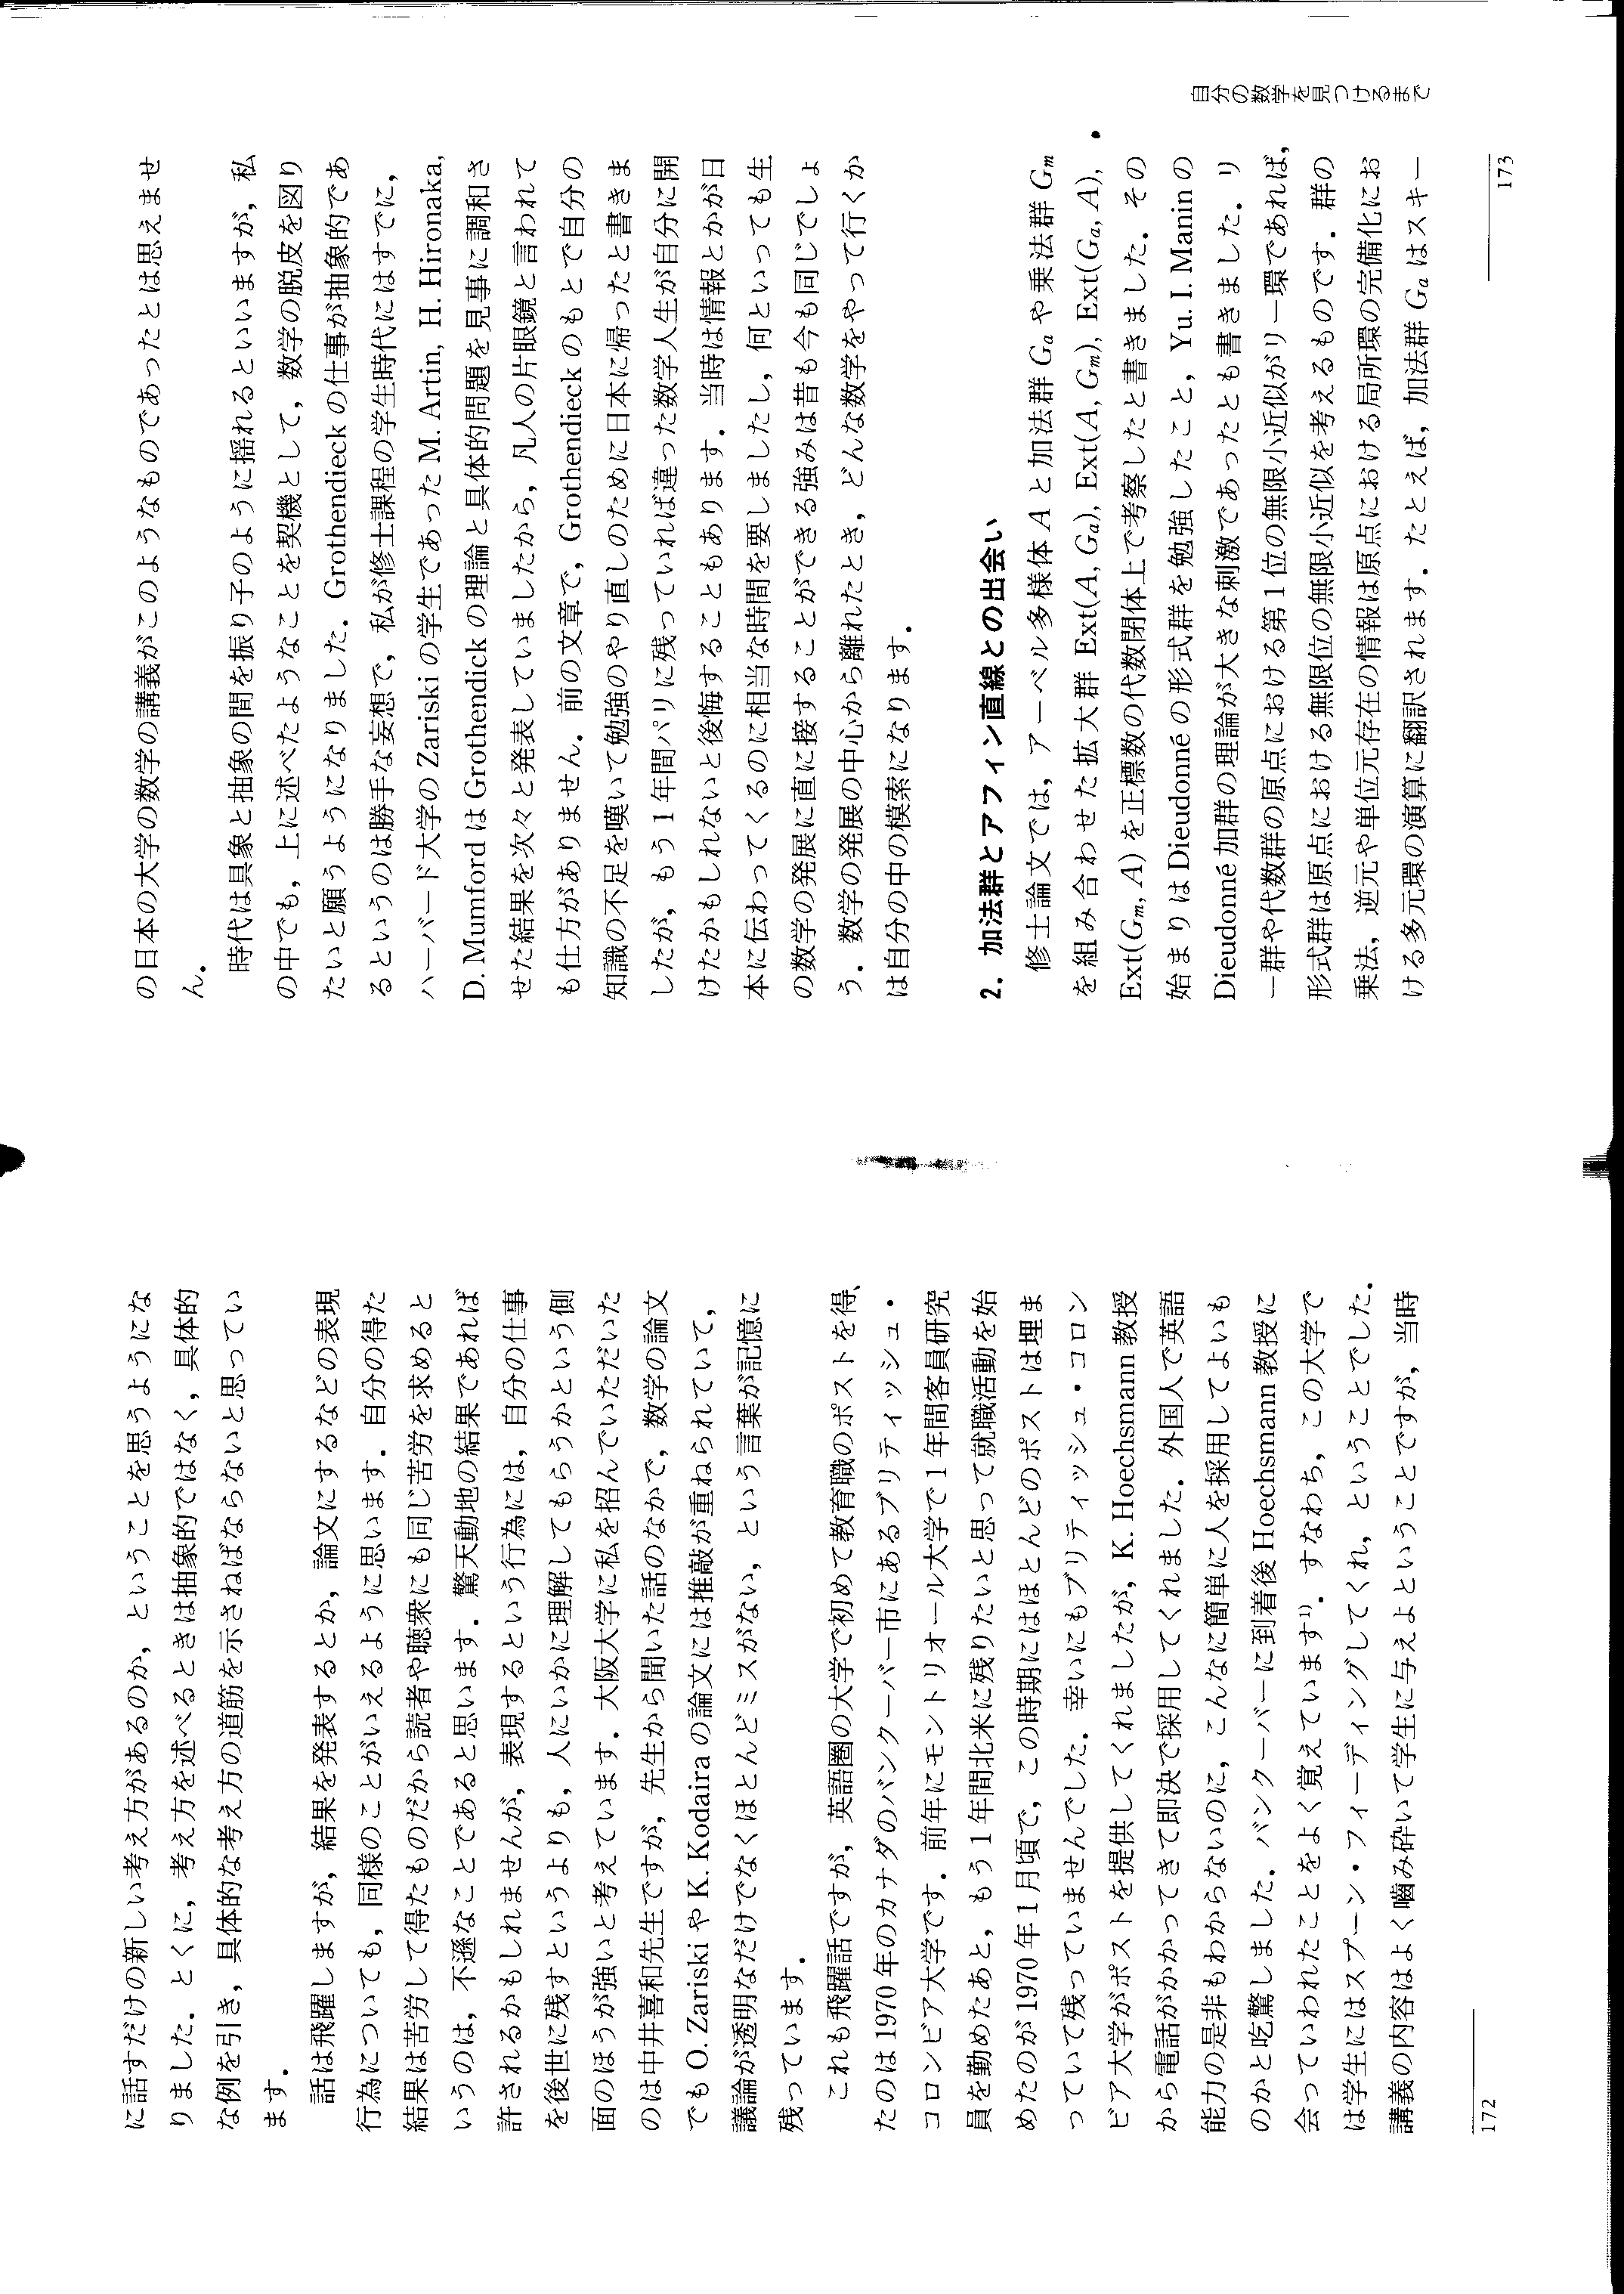 に話すだけの新しい考え方があるのか，ということを思うようにな
りました．とくに，考え方を述べるときは抽象的ではなく，具体的
な例を引き，具体的な考え方の道筋を示さねばならないと思ってい
ます．
話は飛躍しますが，結果を発表するとか，論文にするなどの表現
行為についても，同様のことがいえるように思います．自分の得た
結果は苦労して得たものだから読者や聴衆にも同じ苦労を求めると
いうのは，不遜なことであると思います．驚天動地の結果であれば
許されるかもしれませんが，表現するという行為には，自分の仕事
を後世に残すというよりも，人にいかに理解してもらうかという側
面のほうが強いと考えています．大阪大学に私を招んでいただいた
のは中井喜和先生ですが，先生から聞いた話のなかで，数学の論文
でも O. Zariski や K. Kodaira の論文には推敲が重ねられていて，
議論が透明なだけでなくほとんどミスがない，という言葉が記憶に
残っています．
これも飛躍話ですが，英語圏の大学で初めて教育職のポストを得，
たのは 1970 年のカナダのバンクーバー市にあるブリティッシュ・
コロンビア大学です．前年にモントリオール大学で 1 年間客員研究
員を勤めたあと，もう 1 年間北米に残りたいと思って就職活動を始
めたのが 1970 年 1 月頃で，この時期にはほとんどのポストは埋ま
っていて残っていませんでした．幸いにもブリティッシュ・コロン
ビア大学がポストを提供してくれましたが，K. Hoechsmann 教授
から電話がかかってきて即決で採用してくれました．外国人で英語
能力の是非もわからないのに，こんなに簡単に人を採用してよいも
のかと吃驚しました．バンクーバーに到着後 Hoechsmann 教授に
会っていわれたことをよく覚えています¹⁾．すなわち，この大学で
は学生にはスプーン・フィーディングしてくれ，ということでした．
講義の内容はよく嚙み砕いて学生に与えよということですが，当時
172
の日本の大学の数学の講義がこのようなものであったとは思えませ
ん．
時代は具象と抽象の間を振り子のように揺れるといいますが，私
の中でも，上に述べたようなことを契機として，数学の脱皮を図り
たいと願うようになりました．Grothendieck の仕事が抽象的であ
るというのは勝手な妄想で，私が修士課程の学生時代にはすでに，
ハーバード大学の Zariski の学生であった M. Artin, H. Hironaka,
D. Mumford は Grothendick の理論と具体的問題を見事に調和さ
せた結果を次々と発表していましたから，凡人の片眼鏡と言われて
も仕方がありません．前の文章で，Grothendieck のもとで自分の
知識の不足を嘆いて勉強のやり直しのために日本に帰ったと書きま
したが，もう 1 年間パリに残っていれば違った数学人生が自分に開
けたかもしれないと後悔することもあります．当時は情報とかが日
本に伝わってくるのに相当な時間を要しましたし，何といっても生
の数学の発展に直に接することができる強みは昔も今も同じでしょ
う．数学の発展の中心から離れたとき，どんな数学をやって行くか
は自分の中の模索になります．
2. 加法群とアフィン直線との出会い
修士論文では，アーベル多様体 A と加法群 Gₐ や乗法群 Gₘ
を組み合わせた拡大群 Ext(A, Gₐ), Ext(A, Gₘ), Ext(Gₐ, A),
Ext(Gₘ, A) を正標数の代数閉体上で考察したと書きました．その
始まりは Dieudonné の形式群を勉強したこと，Yu. I. Manin の
Dieudonné 加群の理論が大きな刺激であったとも書きました．リ
ー群や代数群の原点における第 1 位の無限小近似がリー環であれば，
形式群は原点における無限位の無限小近似を考えるものです．群の
乗法，逆元や単位元存在の情報は原点における局所環の完備化にお
ける多元環の演算に翻訳されます．たとえば，加法群 Gₐ はスキー
自分の数学を見つけるまで
173